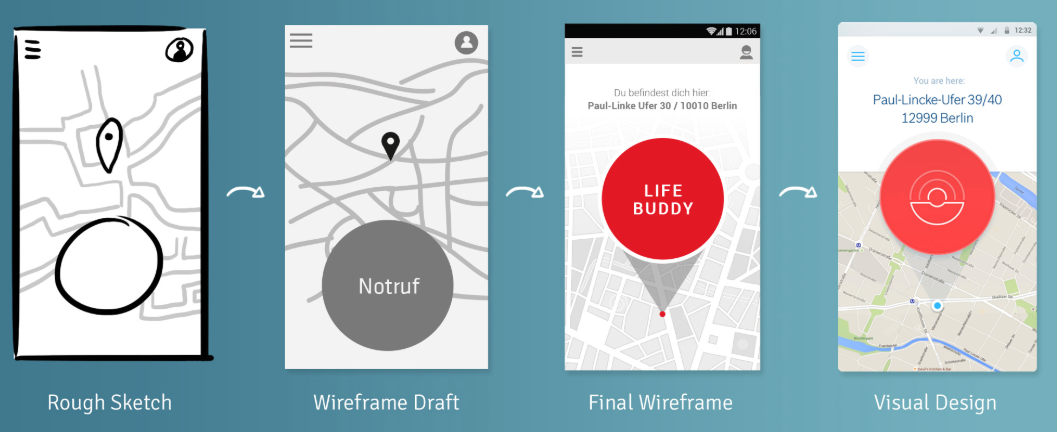 Notruf
12:06
Du befindest dich hier:
Paul-Linke Ufer 30 / 10010 Berlin
LIFE
BUDDY
12:32
You are here:
Paul-Lincke-Ufer 39/40
12999 Berlin
Rough Sketch
Wireframe Draft
Final Wireframe
Visual Design